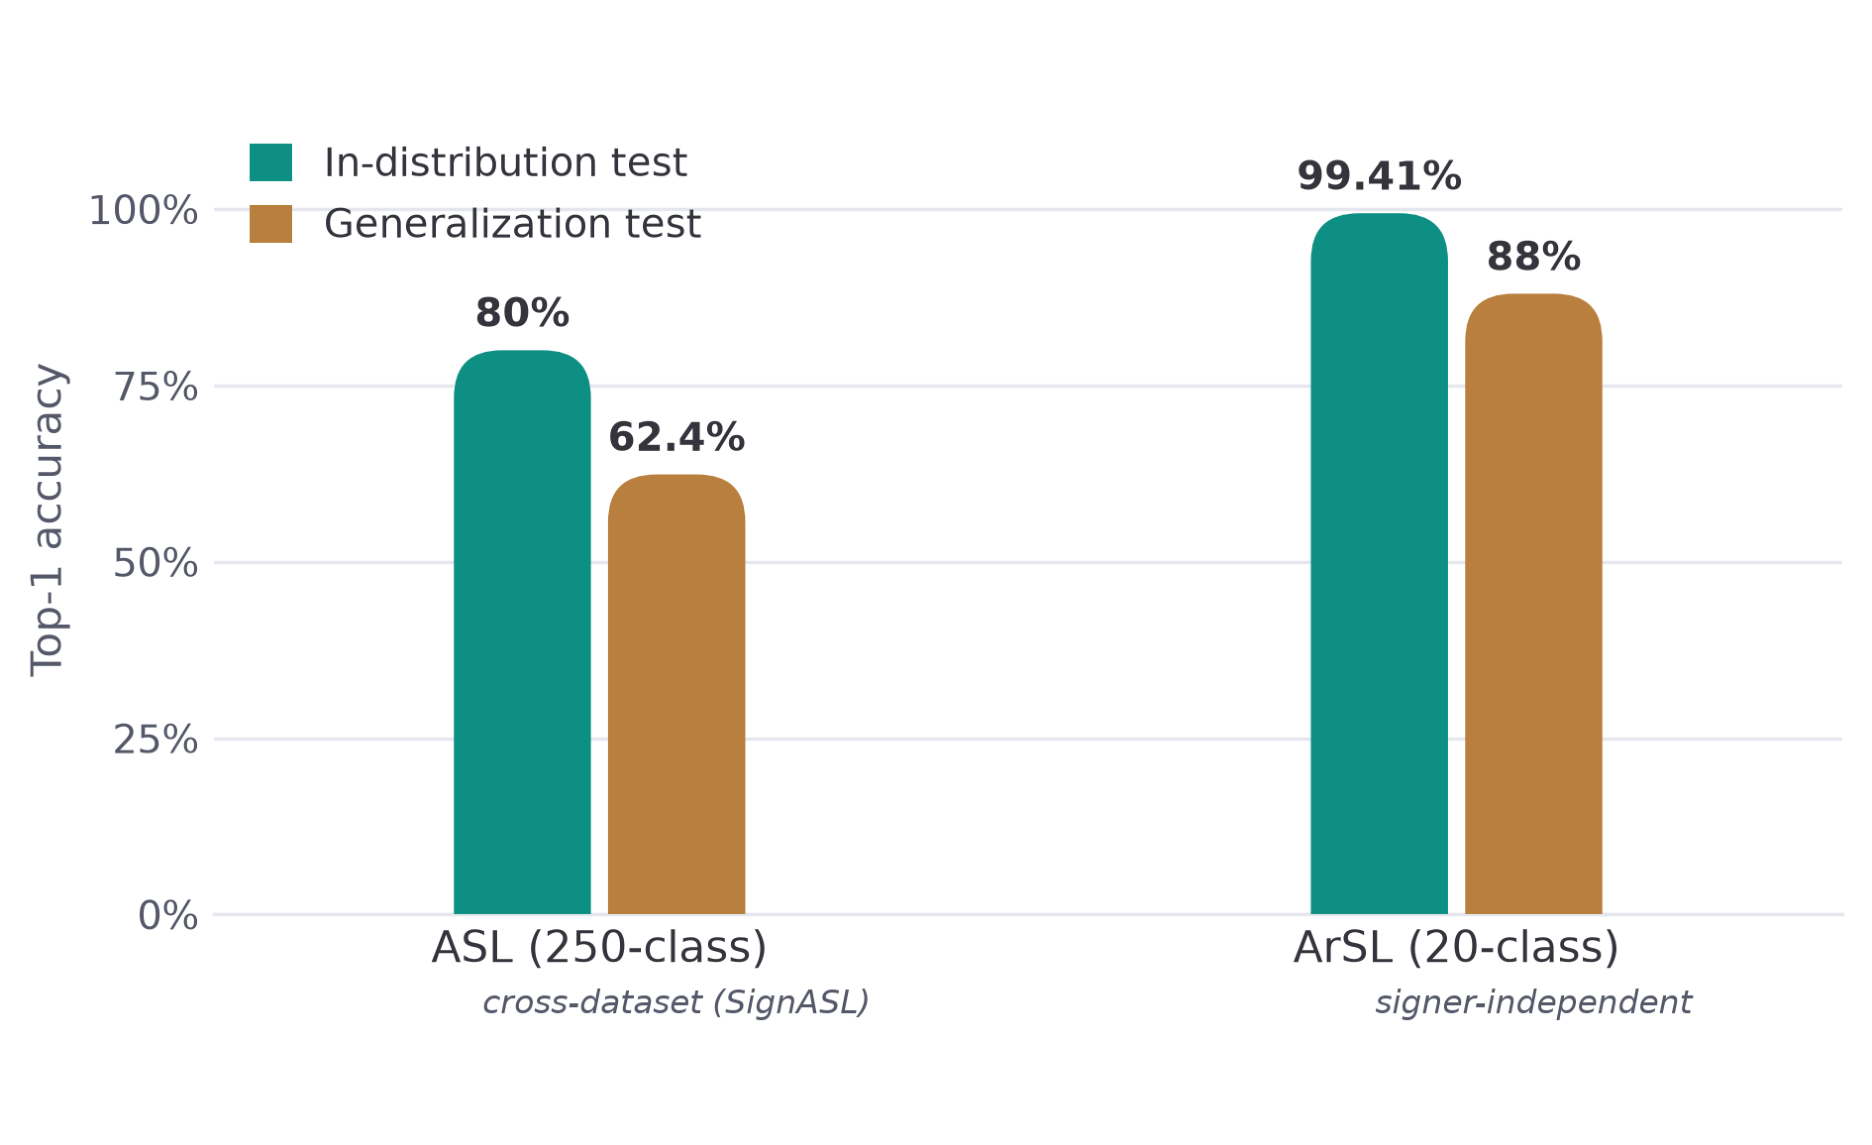 In-distribution test
Generalization test
99.41%
88%
80%
62.4%
100%
75%
50%
25%
0%
Top-1 accuracy
ASL (250-class)
ArSL (20-class)
cross-dataset (SignASL)
signer-independent